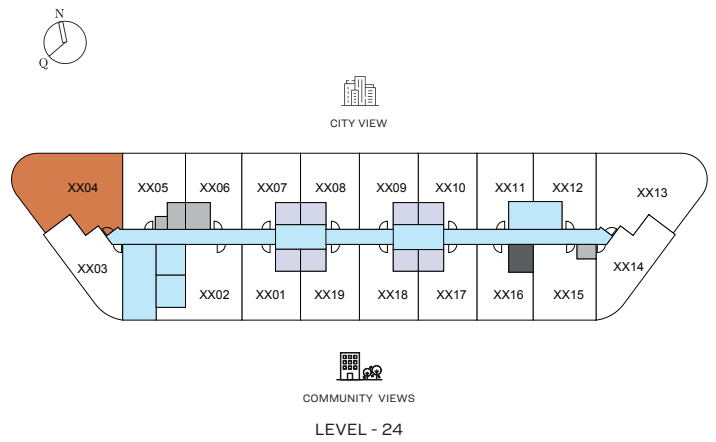 N
Q
CITY VIEW
XX04
XX05
XX06
XX07
XX08
XX09
XX10
XX11
XX12
XX13
XX03
XX02
XX01
XX19
XX18
XX17
XX16
XX15
XX14
COMMUNITY VIEWS
LEVEL - 24